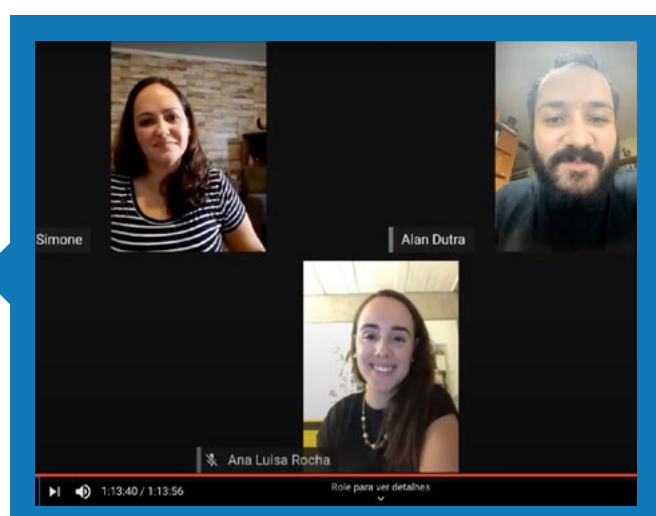 Simone
Alan Dutra
Ana Luisa Rocha
1:13:40 / 1:13:56
Role para ver detalhes